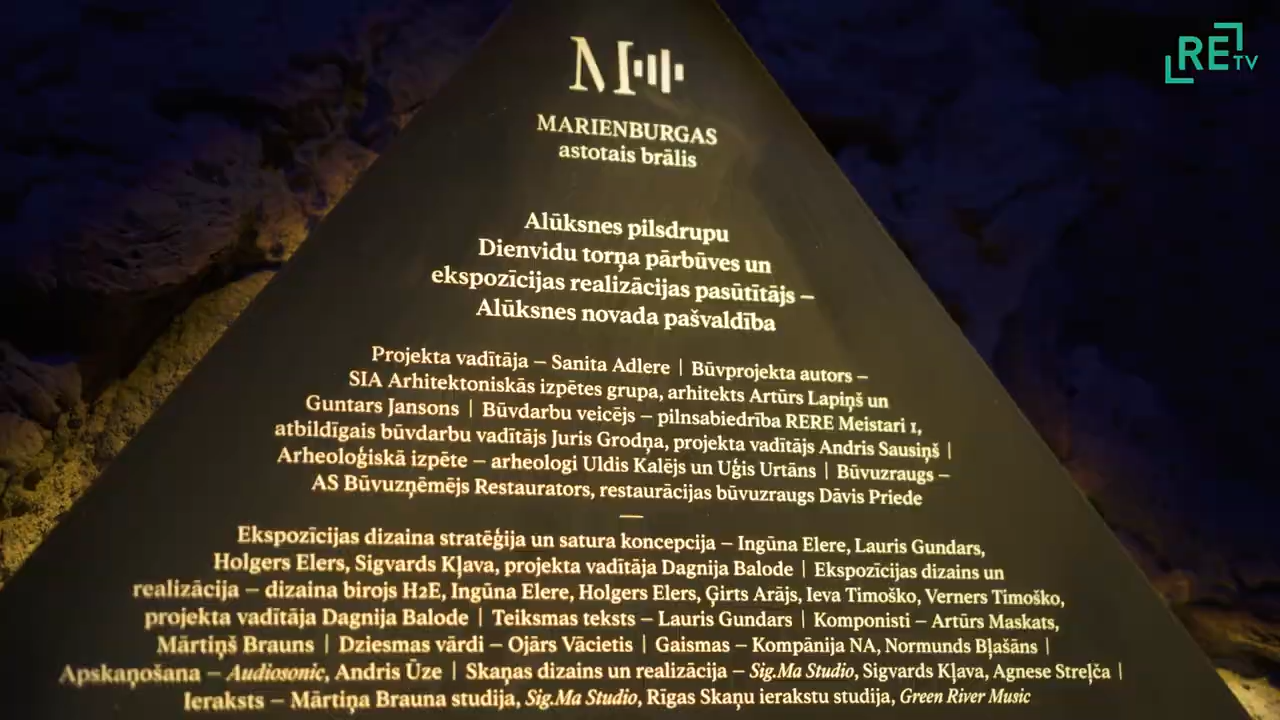 M
RE TV
MARIENBURGAS
astotais brālis
Alūksnes pilsdrupu
Dienvidu torņa pārbūves un
ekspozīcijas realizācijas pasūtītājs –
Alūksnes novada pašvaldība
Projekta vadītāja – Sanita Adlere | Būvprojekta autors –
SIA Arhitektoniskās izpētes grupa, arhitekts Artūrs Lapiņš un
Guntars Jansons | Būvdarbu veicējs – pilnsabiedrība RERE Meistari 1,
atbildīgais būvdarbu vadītājs Juris Grodņa, projekta vadītājs Andris Sausiņš |
Arheoloģiskā izpēte – arheologi Uldis Kalējs un Uģis Urtāns | Būvuzraugs –
AS Būvuzņēmējs Restaurators, restaurācijas būvuzraugs Dāvis Priede
—
Ekspozīcijas dizaina stratēģija un satura koncepcija – Ingūna Elere, Lauris Gundars,
Holgers Elers, Sigvards Kļava, projekta vadītāja Dagnija Balode | Ekspozīcijas dizains un
realizācija – dizaina birojs H2E, Ingūna Elere, Holgers Elers, Ģirts Arājs, Ieva Timoško, Verners Timoško,
projekta vadītāja Dagnija Balode | Teiksmas teksts – Lauris Gundars | Komponisti – Artūrs Maskats,
Mārtiņš Brauns | Dziesmas vārdi – Ojārs Vācietis | Gaismas – Kompānija NA, Normunds Bļašāns |
Apskaņošana – Audiosonic, Andris Ūze | Skaņas dizains un realizācija – Sig.Ma Studio, Sigvards Kļava, Agnese Streļča |
Ieraksts – Mārtiņa Brauna studija, Sig.Ma Studio, Rīgas Skaņu ierakstu studija, Green River Music